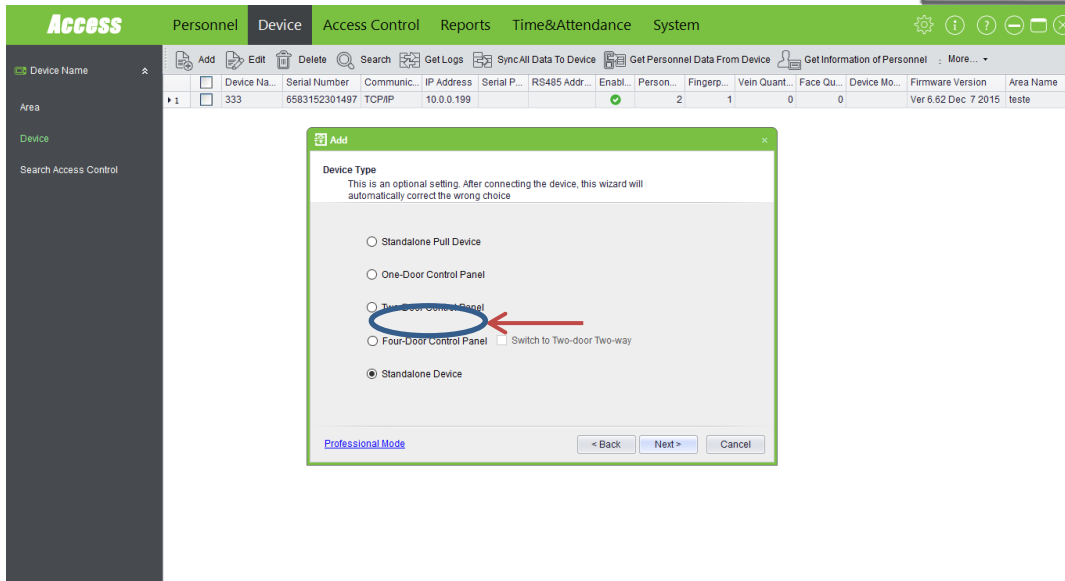 Access Personnel Device Access Control Reports Time&Attendance System
Device Name
Area
Device
Search Access Control
Add Edit Delete Search Get Logs Sync All Data To Device Get Personnel Data From Device Get Information of Personnel More...
Device Na... Serial Number Communic... IP Address Serial P... RS485 Addr... Enabl... Person... Fingerp... Vein Quant... Face Qu... Device Mo... Firmware Version Area Name
1 333 6583152301497 TCP/IP 10.0.0.199 2 1 0 0 Ver 6.62 Dec 7 2015 teste
Add
Device Type
This is an optional setting. After connecting the device, this wizard will
automatically correct the wrong choice
Standalone Pull Device
One-Door Control Panel
Two-Door Control Panel
Four-Door Control Panel Switch to Two-door Two-way
Standalone Device
Professional Mode < Back Next > Cancel